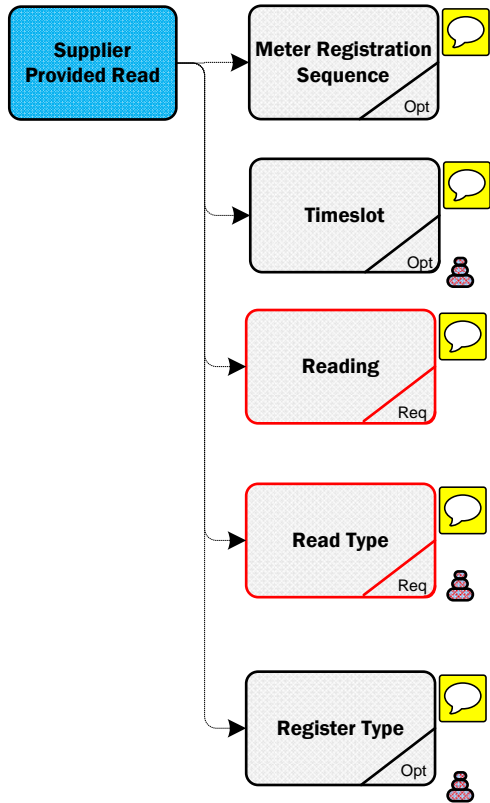 Supplier
Provided Read
Meter Registration
Sequence
Opt
Timeslot
Opt
Reading
Req
Read Type
Req
Register Type
Opt